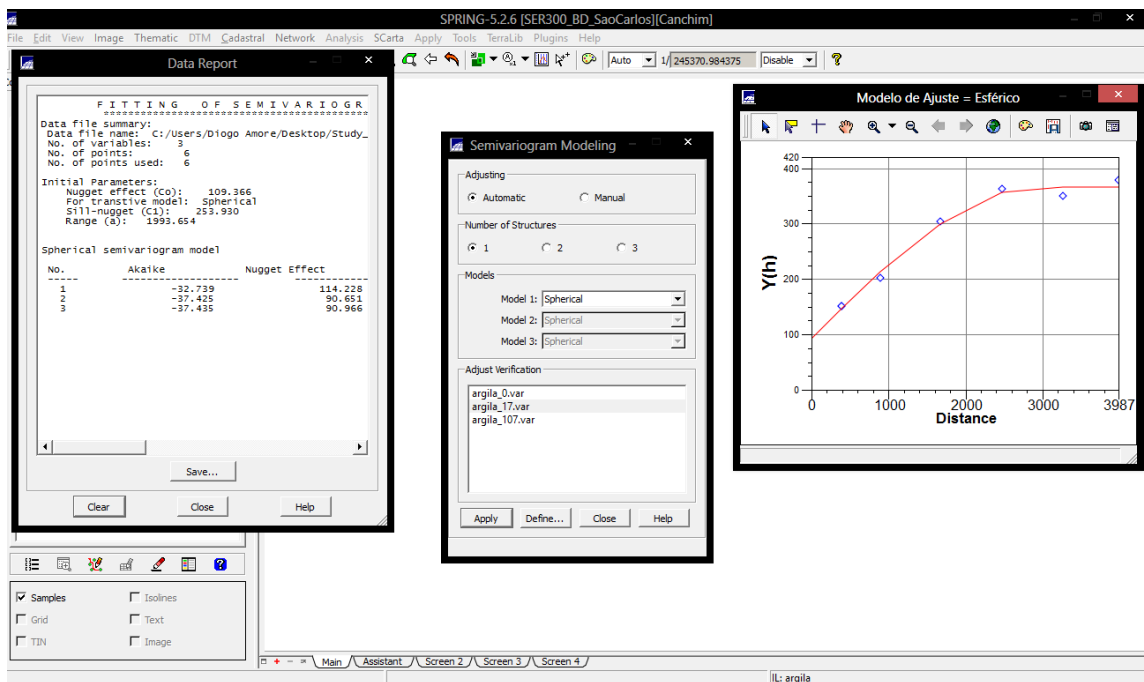 SPRING-5.2.6 [SER300_BD_SaoCarlos][Canchim]
File Edit View Image Thematic DTM Cadastral Network Analysis SCarta Apply Tools TerraLib Plugins Help
Auto 1/ 245370.984375 Disable
Data Report
F I T T I N G O F S E M I V A R I O G R
*******************************************
Data file summary:
Data file name: C:/Users/Diogo Amore/Desktop/Study_
No. of variables: 3
No. of points: 6
No. of points used: 6
Initial Parameters:
Nugget effect (Co): 109.366
For transtive model: Spherical
Sill-nugget (C1): 253.930
Range (a): 1993.654
Spherical semivariogram model
No. Akaike Nugget Effect
1 -32.739 114.228
2 -37.425 90.651
3 -37.435 90.966
Save...
Clear Close Help
Semivariogram Modeling
Adjusting
Automatic Manual
Number of Structures
1 2 3
Models
Model 1: Spherical
Model 2: Spherical
Model 3: Spherical
Adjust Verification
argila_0.var
argila_17.var
argila_107.var
Apply Define... Close Help
Modelo de Ajuste = Esférico
420
400
300
200
100
0
Y(h)
0 1000 2000 3000 3987
Distance
Samples Isolines
Grid Text
TIN Image
Main Assistant Screen 2 Screen 3 Screen 4
IL: argila